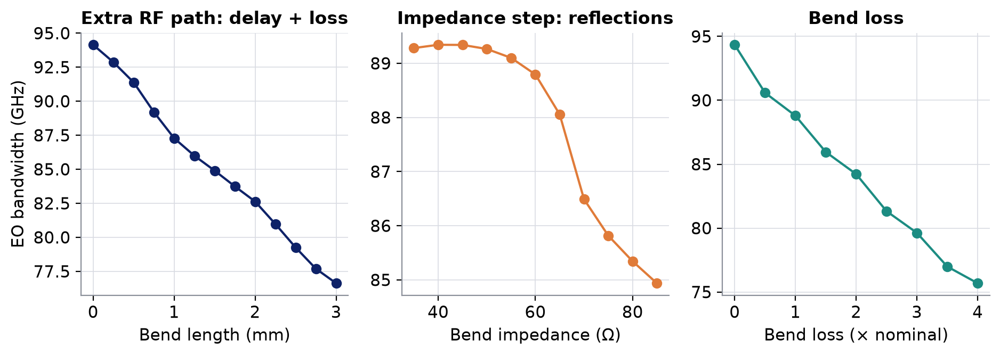 Extra RF path: delay + loss
EO bandwidth (GHz)
95.0
92.5
90.0
87.5
85.0
82.5
80.0
77.5
0 1 2 3
Bend length (mm)
Impedance step: reflections
89
88
87
86
85
40 60 80
Bend impedance (Ω)
Bend loss
95
90
85
80
75
0 1 2 3 4
Bend loss (× nominal)